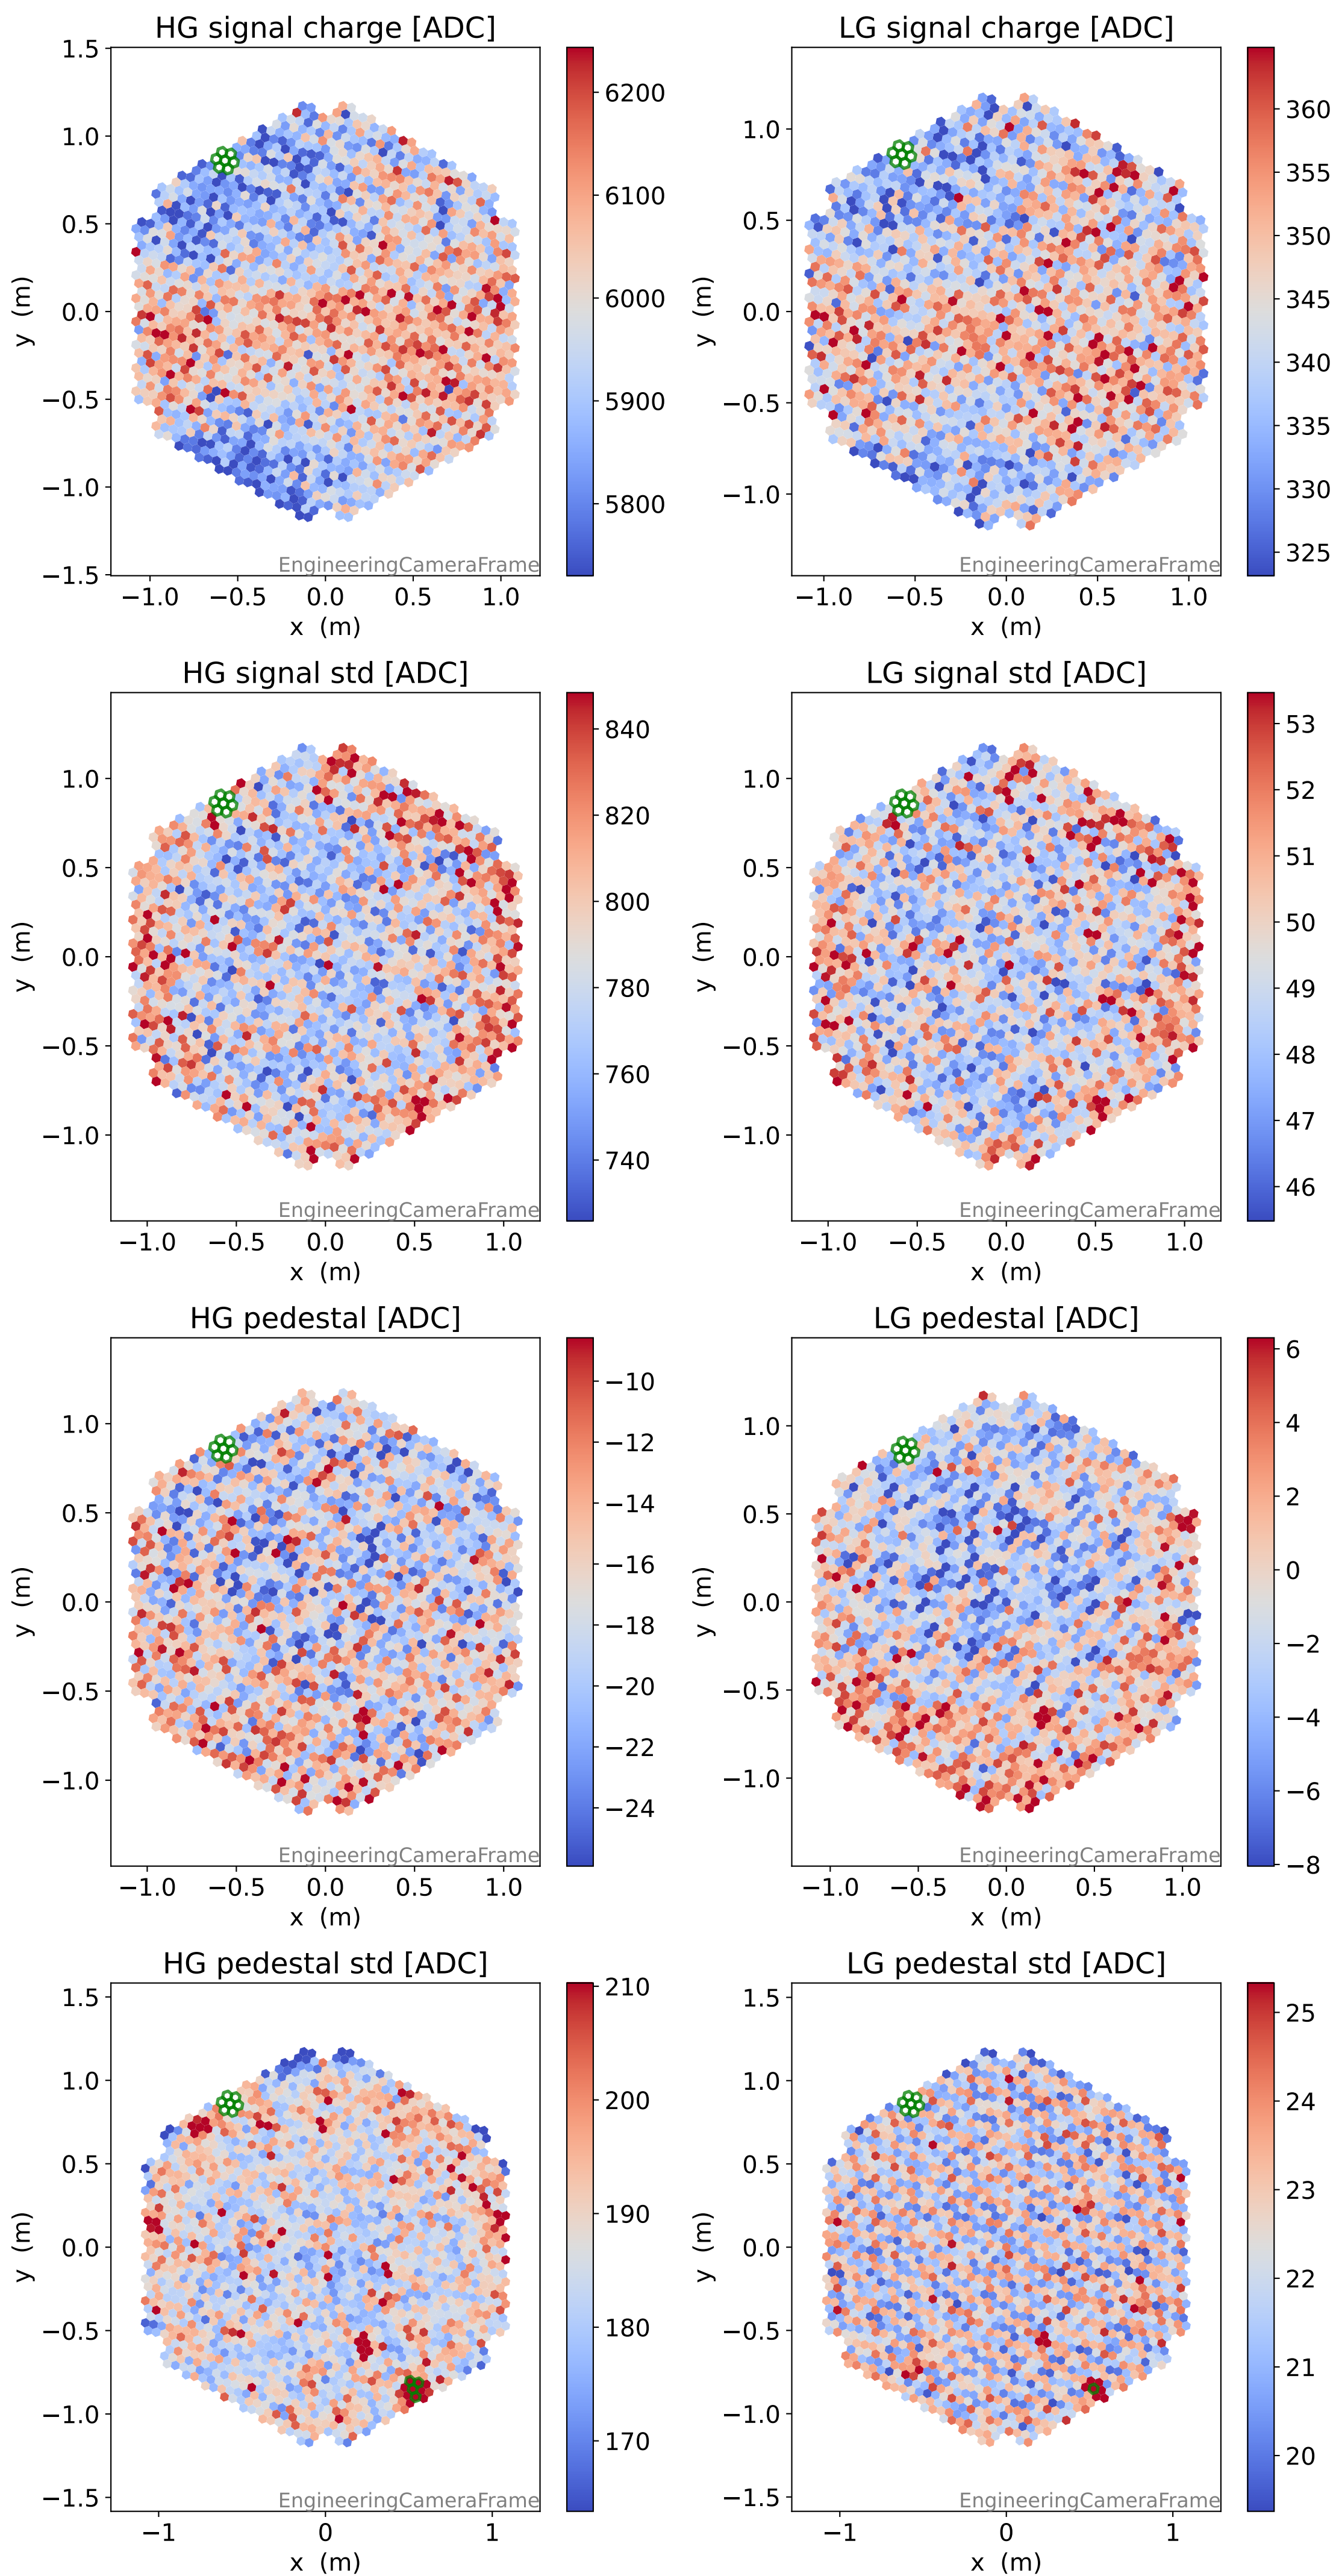 HG signal charge [ADC]
1.5
1.0
0.5
0.0
−0.5
−1.0
−1.5
y (m)
−1.0 −0.5 0.0 0.5 1.0
x (m)
EngineeringCameraFrame
6200
6100
6000
5900
5800
LG signal charge [ADC]
1.0
0.5
0.0
−0.5
−1.0
y (m)
−1.0 −0.5 0.0 0.5 1.0
x (m)
EngineeringCameraFrame
360
355
350
345
340
335
330
325
HG signal std [ADC]
1.0
0.5
0.0
−0.5
−1.0
y (m)
−1.0 −0.5 0.0 0.5 1.0
x (m)
EngineeringCameraFrame
840
820
800
780
760
740
LG signal std [ADC]
1.0
0.5
0.0
−0.5
−1.0
y (m)
−1.0 −0.5 0.0 0.5 1.0
x (m)
EngineeringCameraFrame
53
52
51
50
49
48
47
46
HG pedestal [ADC]
1.0
0.5
0.0
−0.5
−1.0
y (m)
−1.0 −0.5 0.0 0.5 1.0
x (m)
EngineeringCameraFrame
−10
−12
−14
−16
−18
−20
−22
−24
LG pedestal [ADC]
1.0
0.5
0.0
−0.5
−1.0
y (m)
−1.0 −0.5 0.0 0.5 1.0
x (m)
EngineeringCameraFrame
6
4
2
0
−2
−4
−6
−8
HG pedestal std [ADC]
1.5
1.0
0.5
0.0
−0.5
−1.0
−1.5
y (m)
−1 0 1
x (m)
EngineeringCameraFrame
210
200
190
180
170
LG pedestal std [ADC]
1.5
1.0
0.5
0.0
−0.5
−1.0
−1.5
y (m)
−1 0 1
x (m)
EngineeringCameraFrame
25
24
23
22
21
20